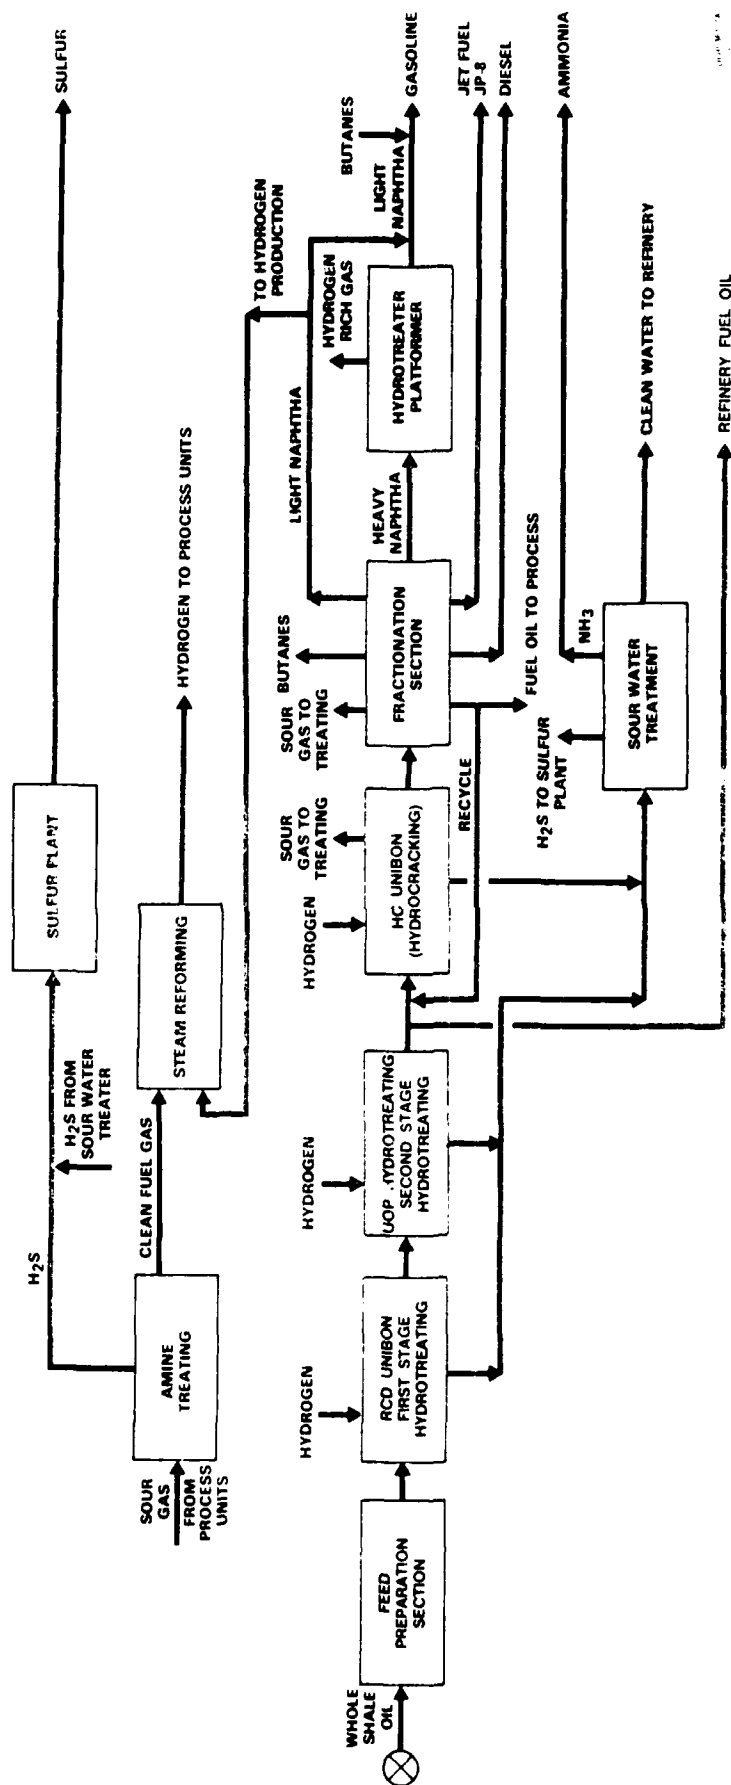 SOUR
GAS
FROM
PROCESS
UNITS
AMINE
TREATING
H2S
H2S FROM
SOUR WATER
TREATER
SULFUR PLANT
SULFUR
CLEAN FUEL GAS
STEAM REFORMING
HYDROGEN TO PROCESS UNITS
TO HYDROGEN
PRODUCTION
WHOLE
SHALE
OIL
FEED
PREPARATION
SECTION
HYDROGEN
RCD UNIBON
FIRST STAGE
HYDROTREATING
HYDROGEN
UOP HYDROTREATING
SECOND STAGE
HYDROTREATING
HYDROGEN
SOUR
GAS TO
TREATING
HC UNIBON
(HYDROCRACKING)
RECYCLE
SOUR
GAS TO
TREATING
BUTANES
LIGHT NAPHTHA
FRACTIONATION
SECTION
FUEL OIL TO PROCESS
HEAVY
NAPHTHA
HYDROGEN
RICH GAS
HYDROTREATER
PLATFORMER
LIGHT
NAPHTHA
BUTANES
GASOLINE
JET FUEL
JP-8
DIESEL
H2S TO SULFUR
PLANT
NH3
SOUR WATER
TREATMENT
AMMONIA
CLEAN WATER TO REFINERY
REFINERY FUEL OIL